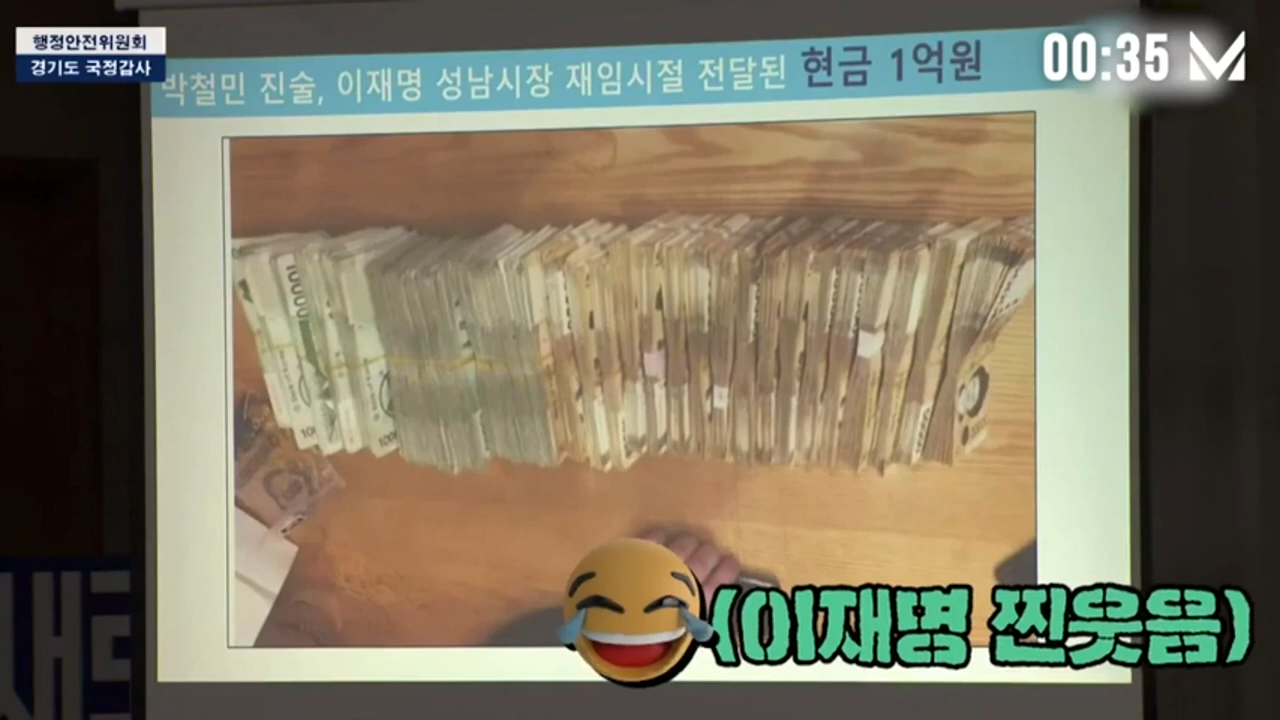 행정안전위원회
경기도 국정감사
00:35
박철민 진술, 이재명 성남시장 재임시절 전달된 현금 1억원
10000
(이재명 찐웃음)